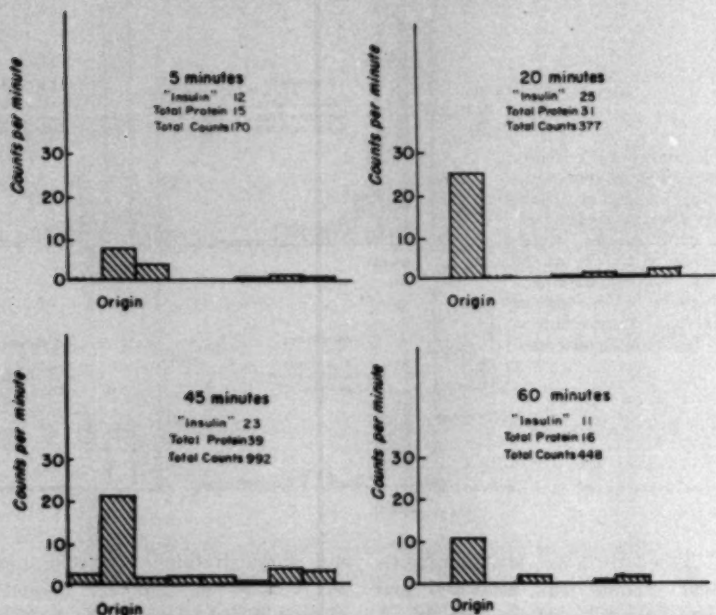 5 minutes
"Insulin" 12
Total Protein 15
Total Counts 170
Counts per minute
30
20
10
0
Origin
20 minutes
"Insulin" 25
Total Protein 31
Total Counts 377
Counts per minute
30
20
10
0
Origin
45 minutes
"Insulin" 23
Total Protein 39
Total Counts 992
Counts per minute
30
20
10
0
Origin
60 minutes
"Insulin" 11
Total Protein 16
Total Counts 448
Counts per minute
30
20
10
0
Origin